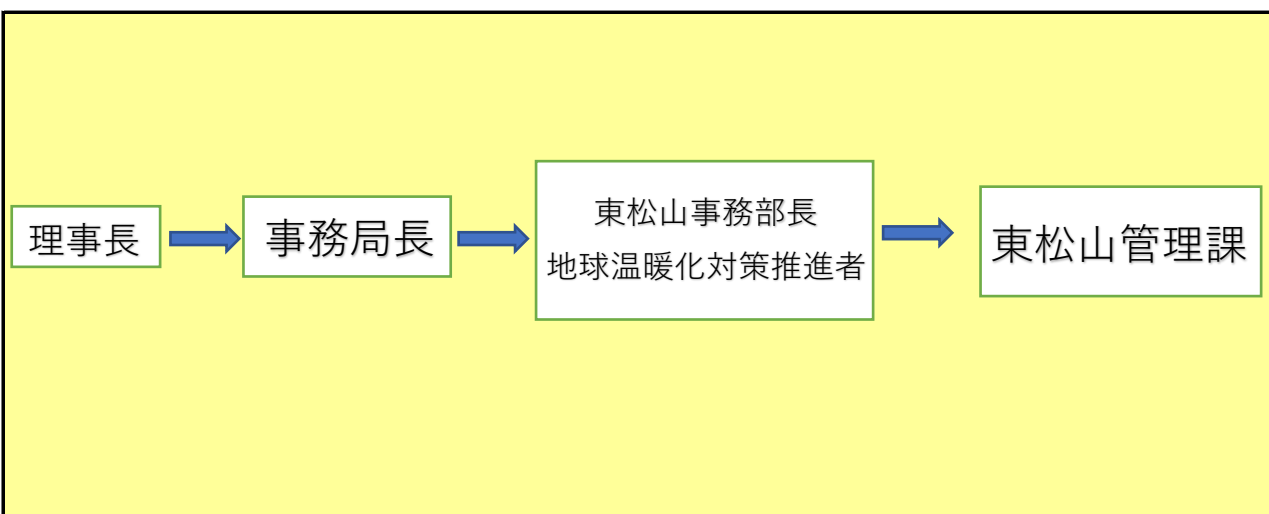 理事長
事務局長
東松山事務部長
地球温暖化対策推進者
東松山管理課